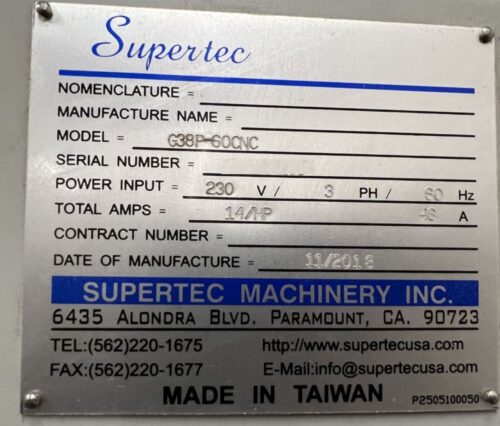 Supertec
NOMENCLATURE =
MANUFACTURE NAME =
MODEL = G38P-60CNC
SERIAL NUMBER =
POWER INPUT = 230 V / 3 PH / 60 Hz
TOTAL AMPS = 14/HP 46 A
CONTRACT NUMBER =
DATE OF MANUFACTURE = 11/2018
SUPERTEC MACHINERY INC.
6435 ALONDRA BLVD. PARAMOUNT, CA. 90723
TEL:(562)220-1675 http://www.supertecusa.com
FAX:(562)220-1677 E-Mail:info@supertecusa.com
MADE IN TAIWAN P2505100050